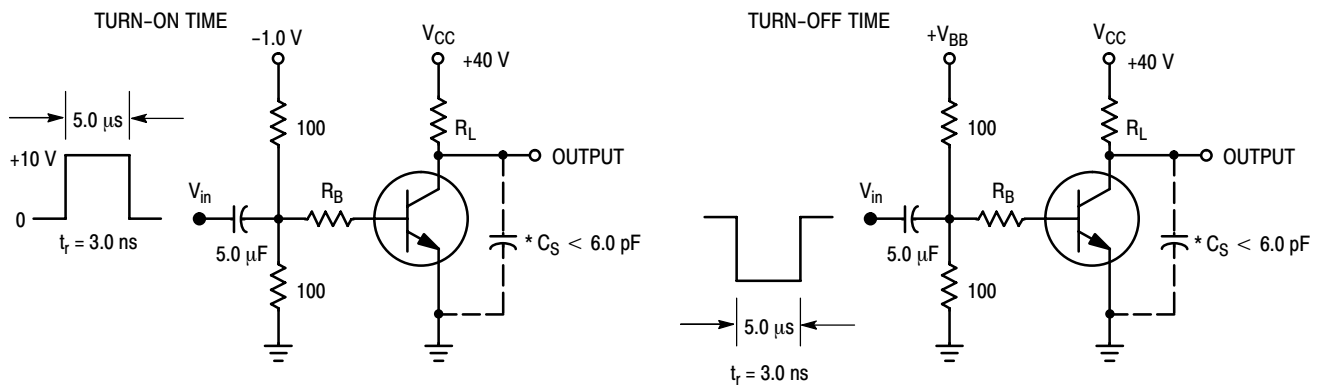 TURN-ON TIME
-1.0 V
VCC
+40 V
5.0 μs
100
RL
+10 V
OUTPUT
Vin
RB
0
tr = 3.0 ns
5.0 μF
* CS < 6.0 pF
100
TURN-OFF TIME
+VBB
VCC
+40 V
100
RL
OUTPUT
Vin
RB
5.0 μF
* CS < 6.0 pF
100
5.0 μs
tr = 3.0 ns